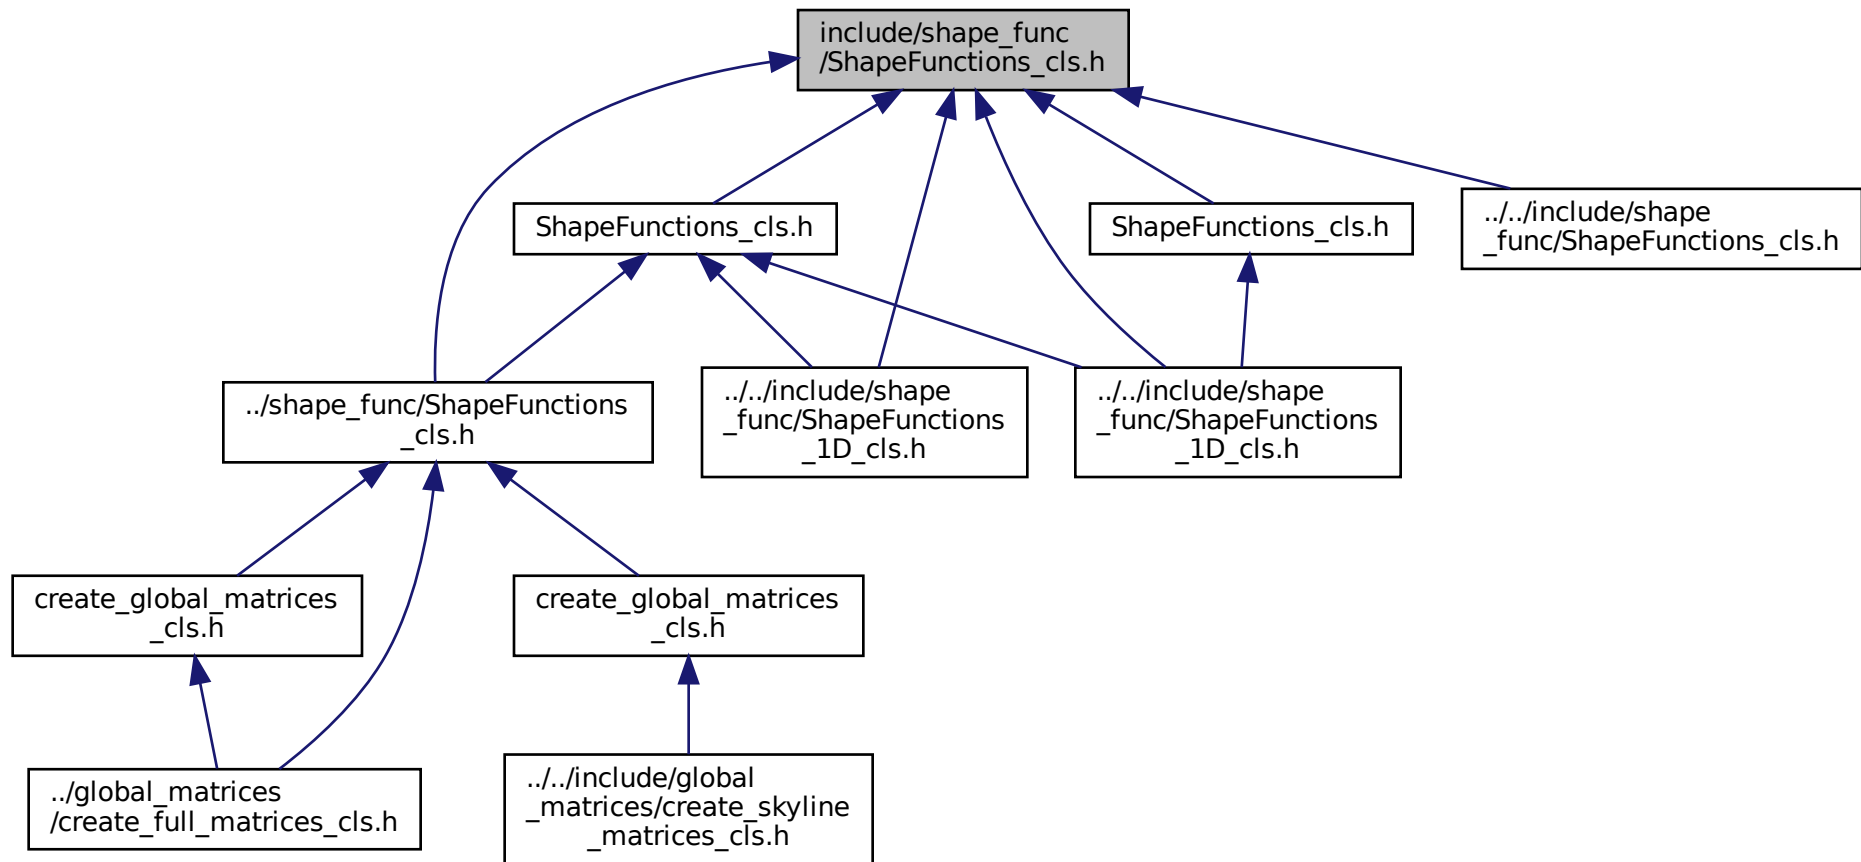 include/shape_func
/ShapeFunctions_cls.h
ShapeFunctions_cls.h
ShapeFunctions_cls.h
../../include/shape
_func/ShapeFunctions_cls.h
../shape_func/ShapeFunctions
_cls.h
../../include/shape
_func/ShapeFunctions
_1D_cls.h
../../include/shape
_func/ShapeFunctions
_1D_cls.h
create_global_matrices
_cls.h
create_global_matrices
_cls.h
../global_matrices
/create_full_matrices_cls.h
../../include/global
_matrices/create_skyline
_matrices_cls.h